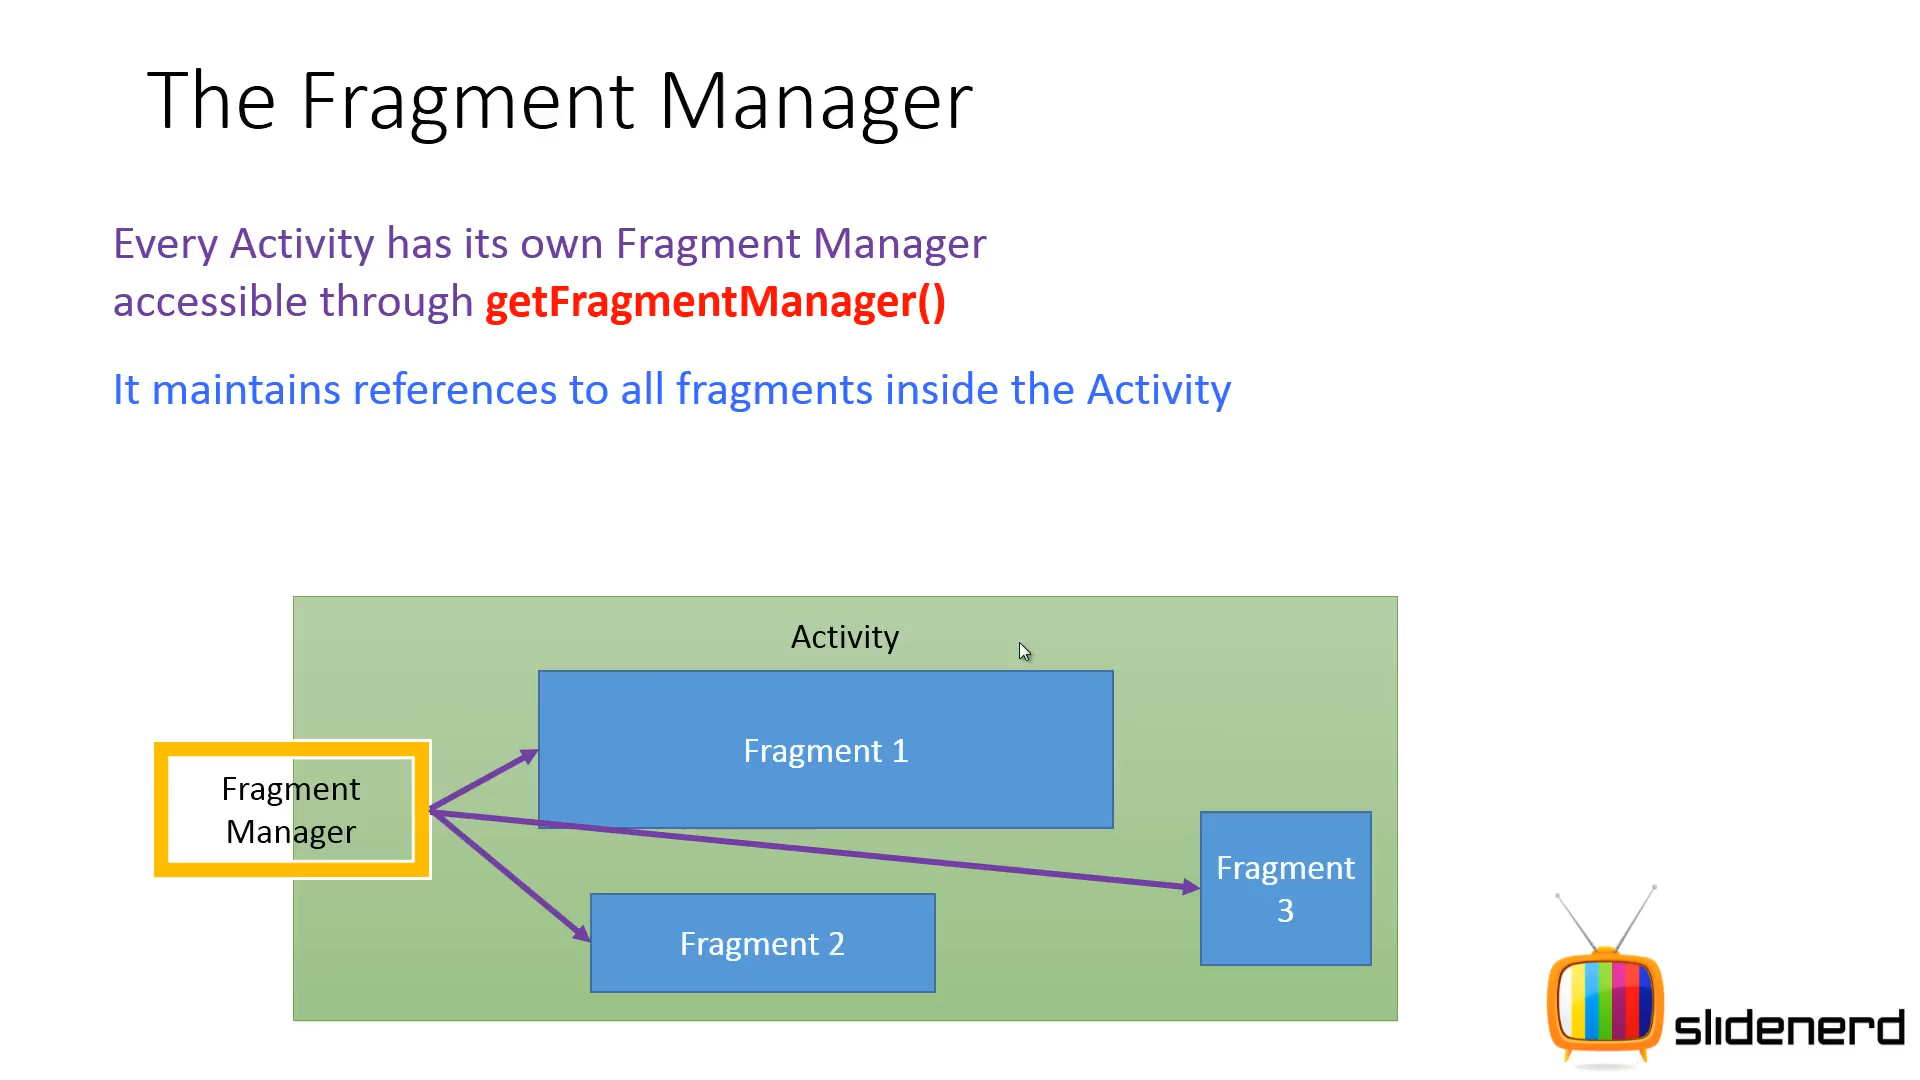 The Fragment Manager
Every Activity has its own Fragment Manager
accessible through getFragmentManager()
It maintains references to all fragments inside the Activity
Activity
Fragment 1
Fragment
Manager
Fragment
3
Fragment 2
slidenerd